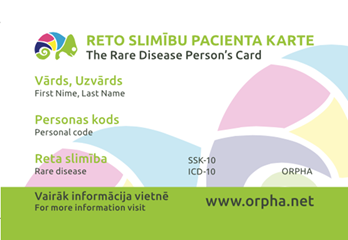 RETO SLIMĪBU PACIENTA KARTE
The Rare Disease Person's Card
Vārds, Uzvārds
First Nime, Last Name
Personas kods
Personal code
Reta slimība SSK-10
Rare disease ICD-10 ORPHA
Vairāk informācija vietnē
For more information visit www.orpha.net